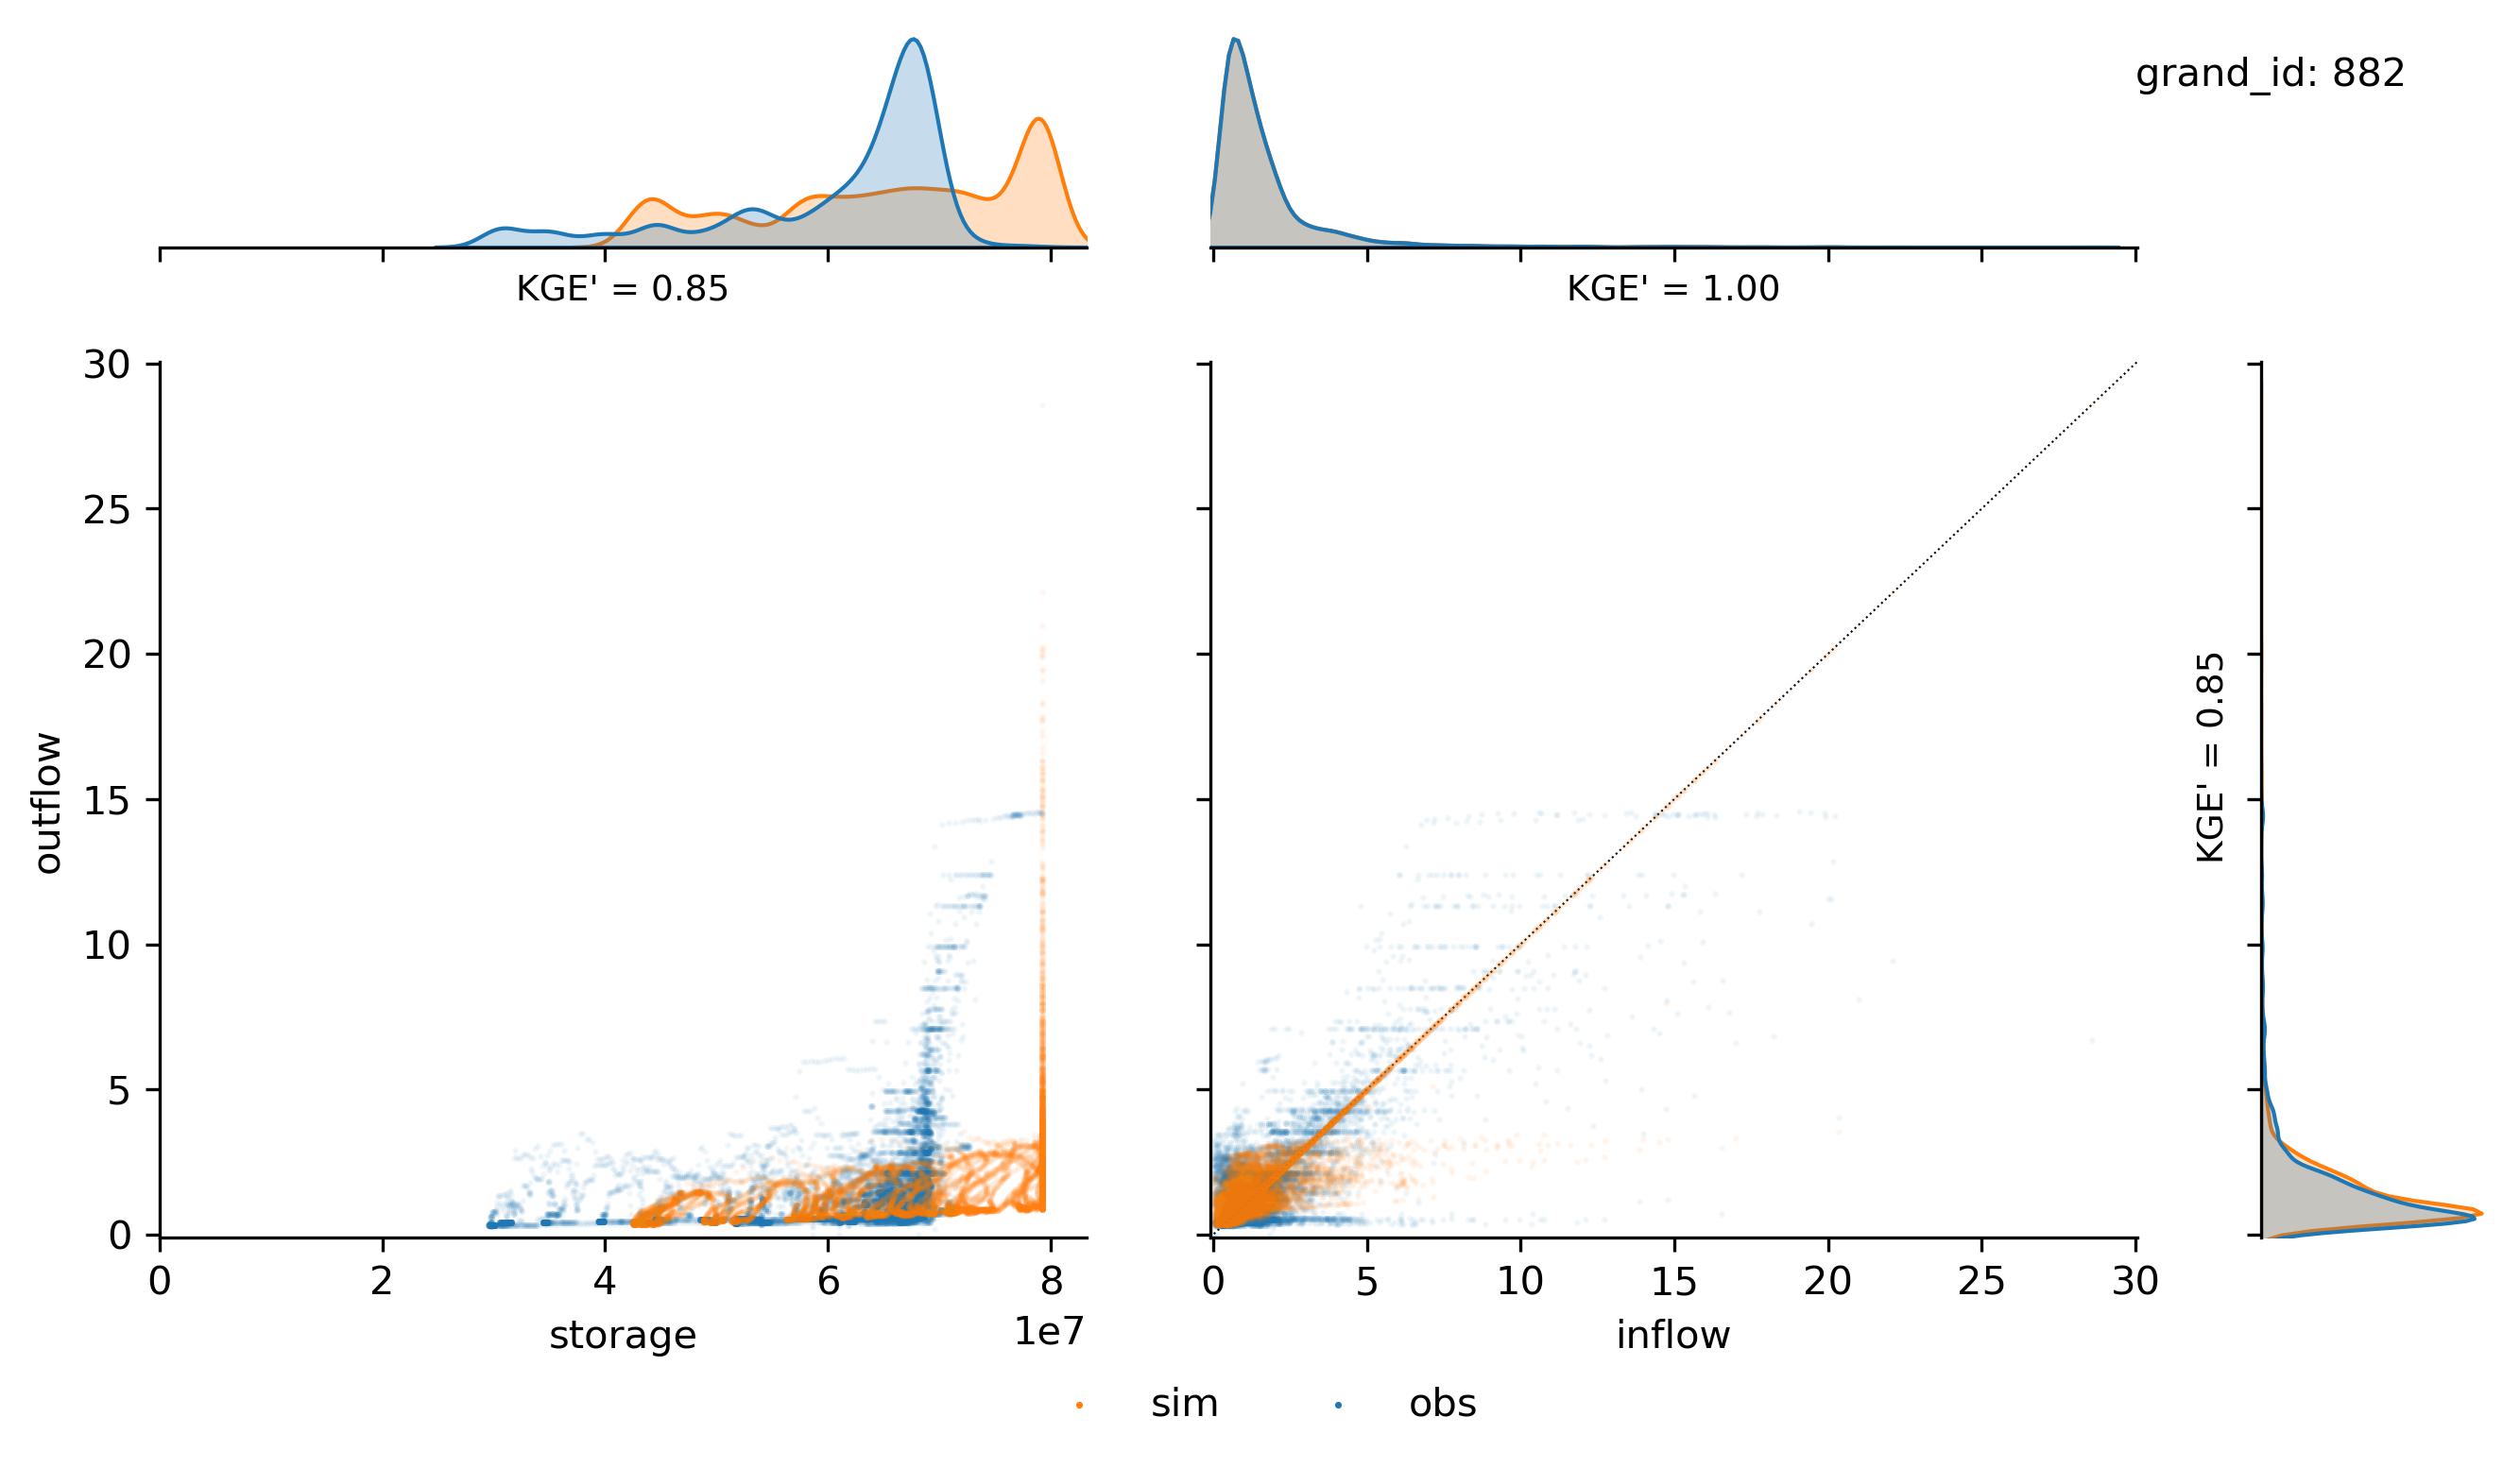 grand_id: 882
KGE' = 0.85
KGE' = 1.00
30
25
20
15
10
5
0
outflow
KGE' = 0.85
0 2 4 6 8
0 5 10 15 20 25 30
storage
1e7
inflow
sim
obs